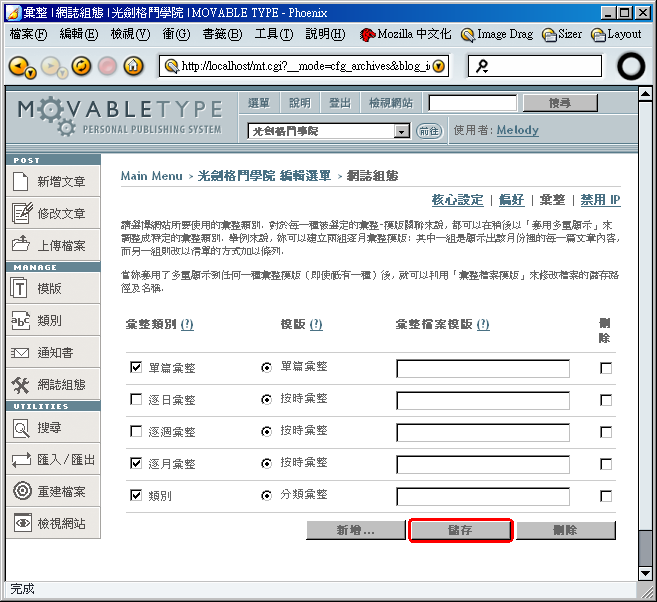 彙整 | 網誌組態 | 光劍格鬥學院 | MOVABLE TYPE - Phoenix
檔案(F) 編輯(E) 檢視(V) 衝(G) 書籤(B) 工具(T) 說明(H) Mozilla 中文化 Image Drag Sizer Layout
http://localhost/mt.cgi?__mode=cfg_archives&blog_i
MOVABLETYPE
PERSONAL PUBLISHING SYSTEM
選單 說明 登出 檢視網站 搜尋
光劍格鬥學院 前往 使用者: Melody
POST
新增文章
修改文章
上傳檔案
MANAGE
模版
類別
通知書
網誌組態
UTILITIES
搜尋
匯入/匯出
重建檔案
檢視網站
Main Menu > 光劍格鬥學院 編輯選單 > 網誌組態
核心設定 | 偏好 | 彙整 | 禁用 IP
請選擇網站所要使用的彙整類別. 對於每一種被選定的彙整-模版關聯來說, 都可以在稍後以「套用多重顯示」來
調整成特定的彙整類別. 舉例來說, 妳可以建立兩組逐月彙整模版: 其中一組是顯示出該月份裡的每一篇文章內容,
而另一組則改以清單的方式加以條列.
當妳套用了多重顯示到任何一種彙整模版 (即使祇有一種) 後, 就可以利用「彙整檔案模版」來修改檔案的儲存路
徑及名稱.
彙整類別 (?) 模版 (?) 彙整檔案模版 (?) 刪
除
單篇彙整 單篇彙整
逐日彙整 按時彙整
逐週彙整 按時彙整
逐月彙整 按時彙整
類別 分類彙整
新增... 儲存 刪除
完成